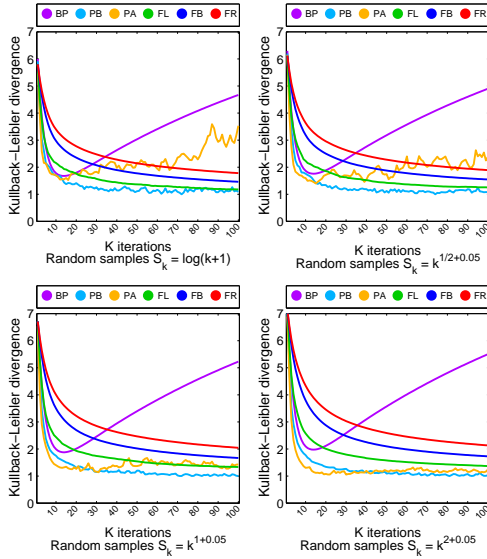 BP PB PA FL FB FR
BP PB PA FL FB FR
Kullback−Leibler divergence
7
6
5
4
3
2
1
0
10 20 30 40 50 60 70 80 90 100
K iterations
Random samples S_k = log(k+1)
Kullback−Leibler divergence
7
6
5
4
3
2
1
0
10 20 30 40 50 60 70 80 90 100
K iterations
Random samples S_k = k^1/2+0.05
BP PB PA FL FB FR
BP PB PA FL FB FR
Kullback−Leibler divergence
7
6
5
4
3
2
1
0
10 20 30 40 50 60 70 80 90 100
K iterations
Random samples S_k = k^1+0.05
Kullback−Leibler divergence
7
6
5
4
3
2
1
0
10 20 30 40 50 60 70 80 90 100
K iterations
Random samples S_k = k^2+0.05